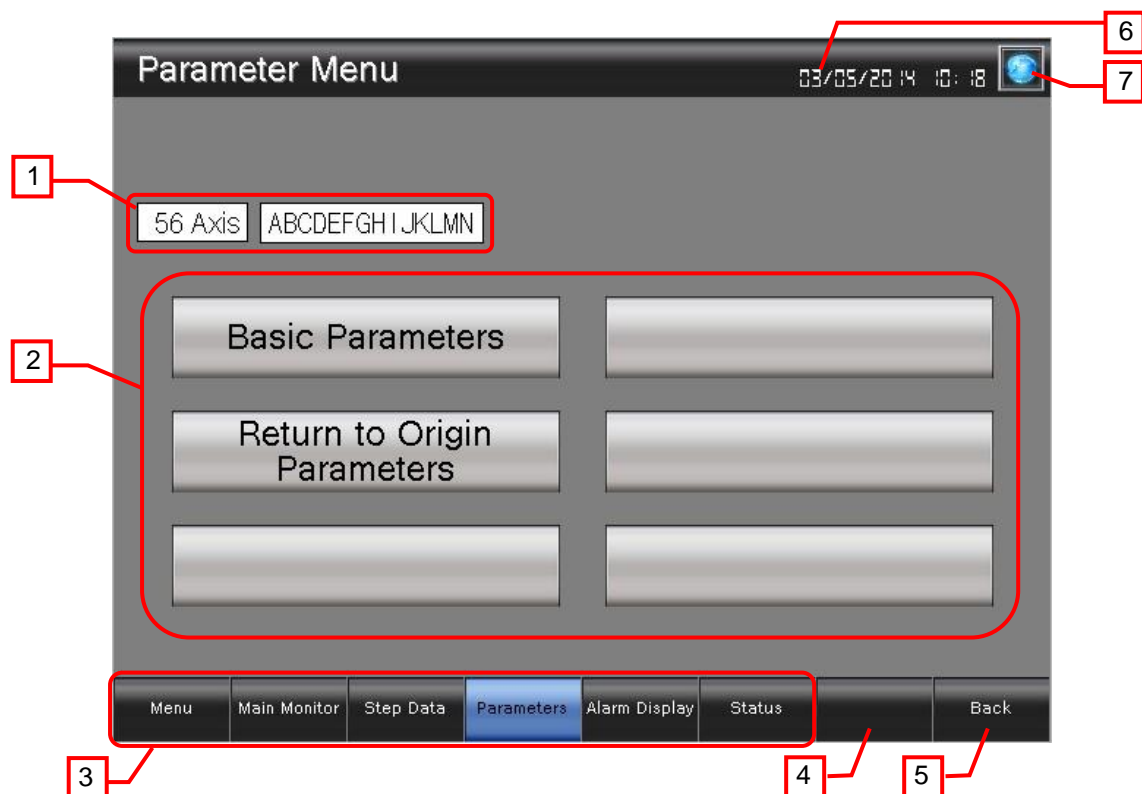 6
Parameter Menu
03/05/2014 10:18
7
1
56 Axis ABCDEFGHIJKLMN
Basic Parameters
2
Return to Origin
Parameters
Menu Main Monitor Step Data Parameters Alarm Display Status Back
3 4 5